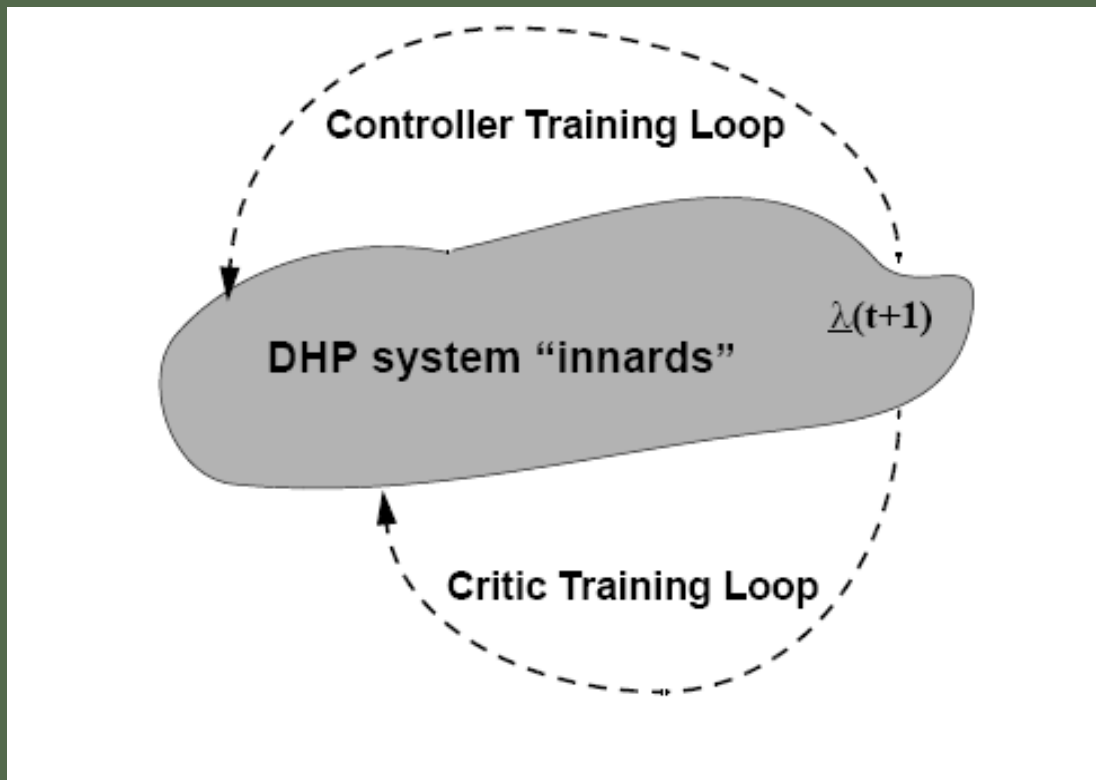 Controller Training Loop
λ(t+1)
DHP system “innards”
Critic Training Loop